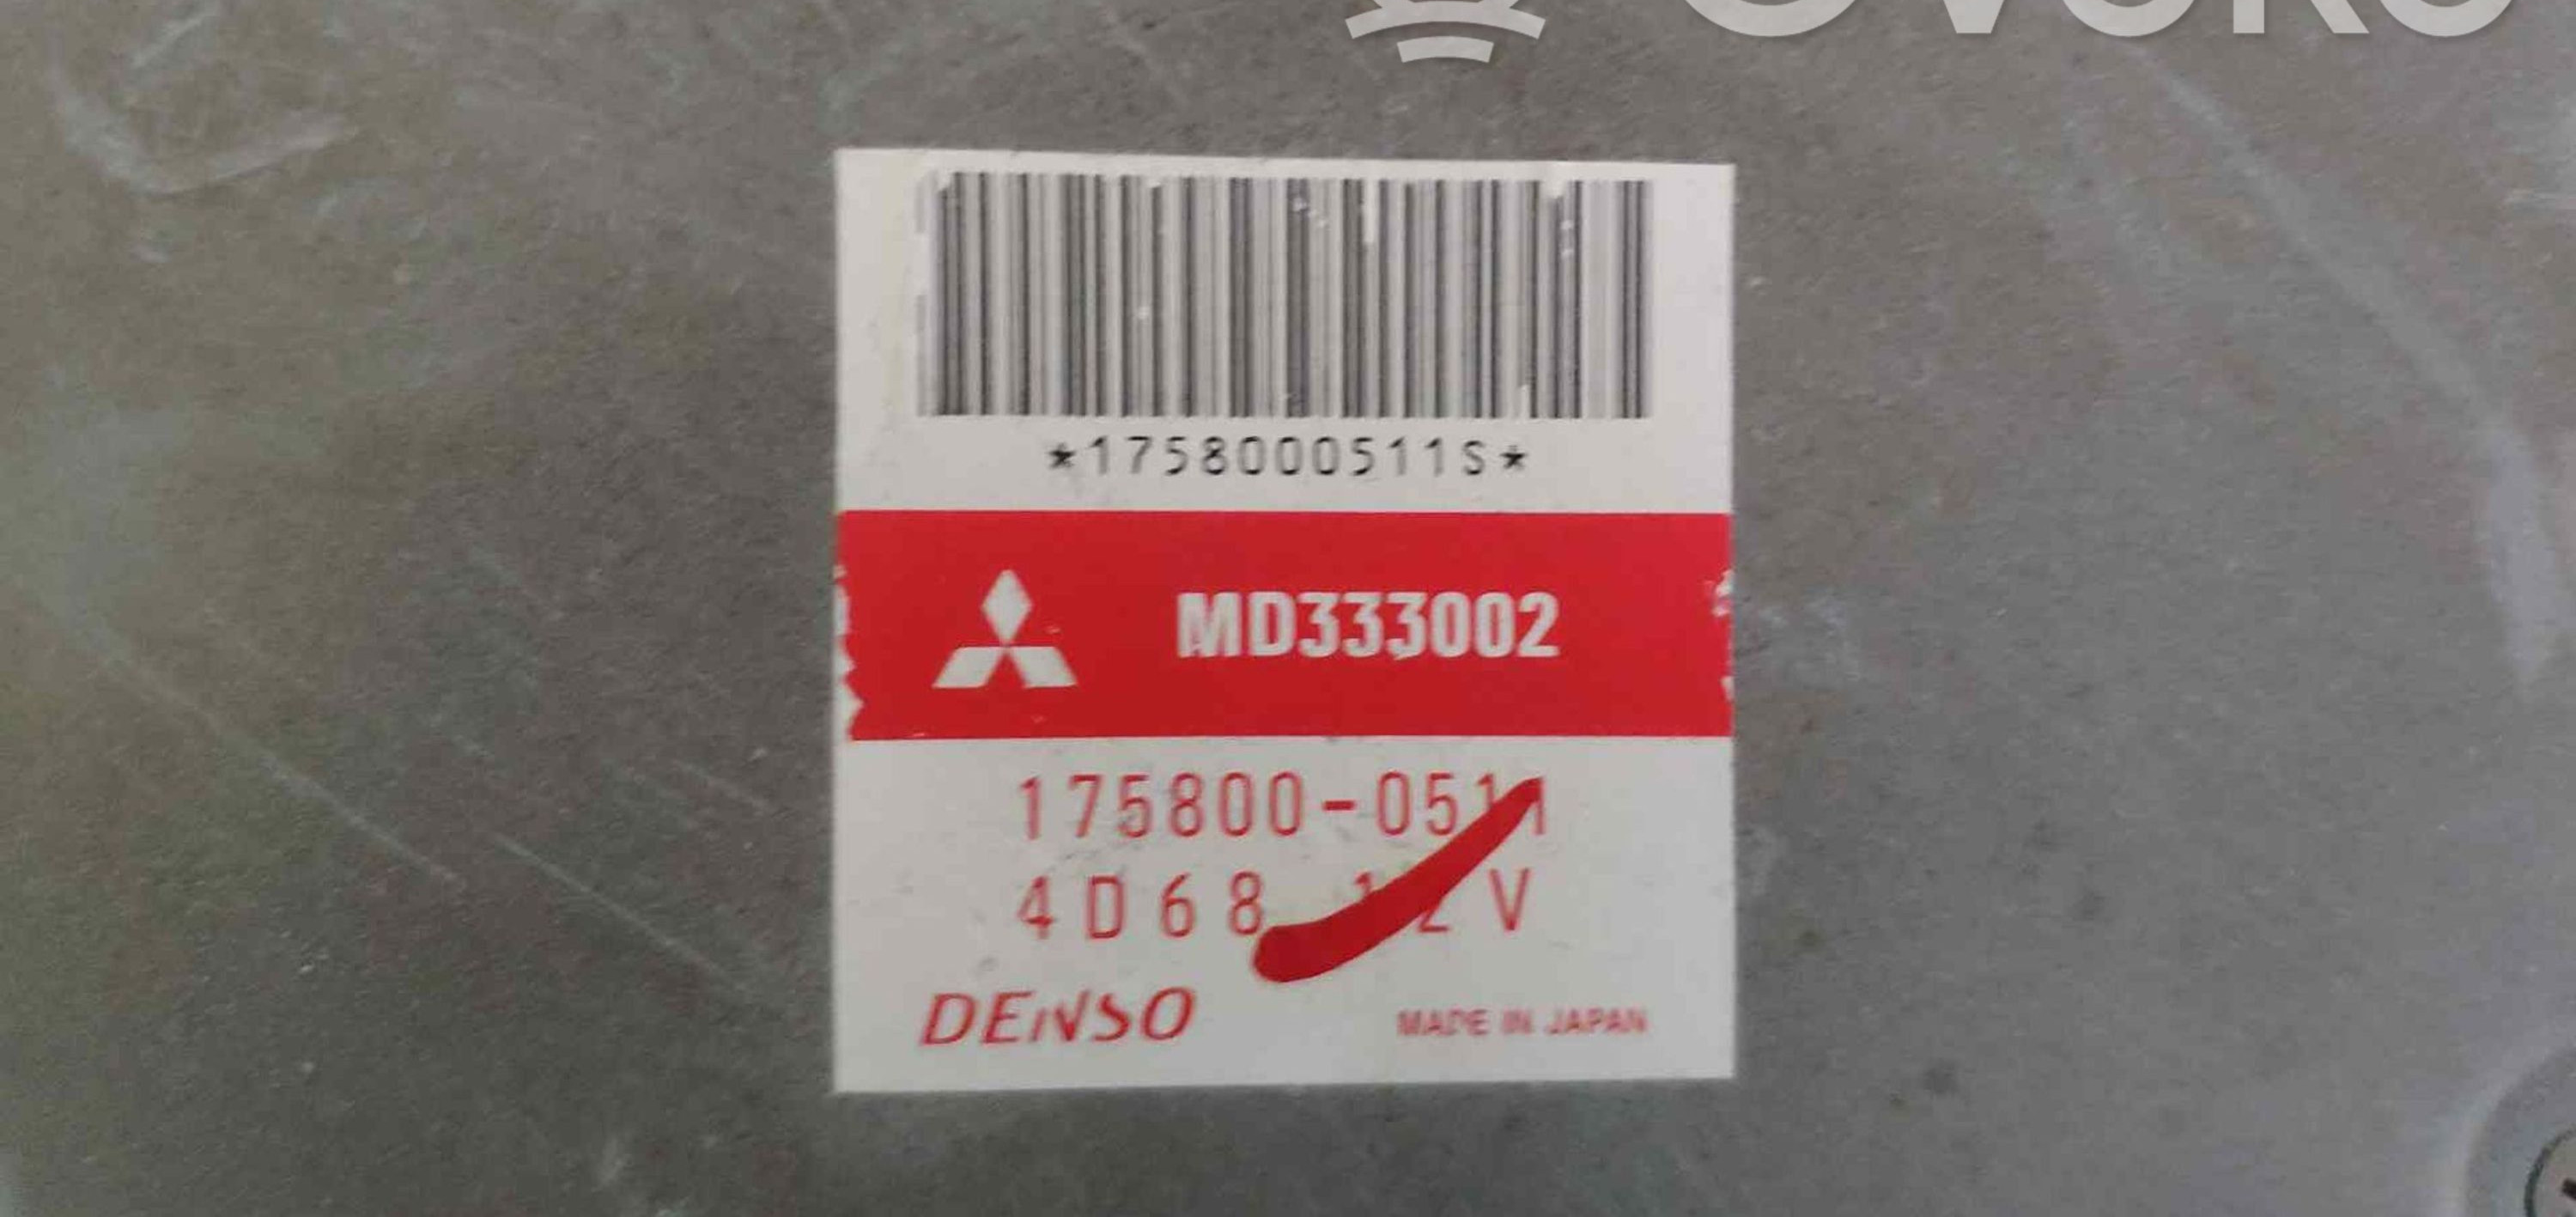 *1758000511S*
MD333002
175800-0511
4D68 12V
DENSO
MADE IN JAPAN